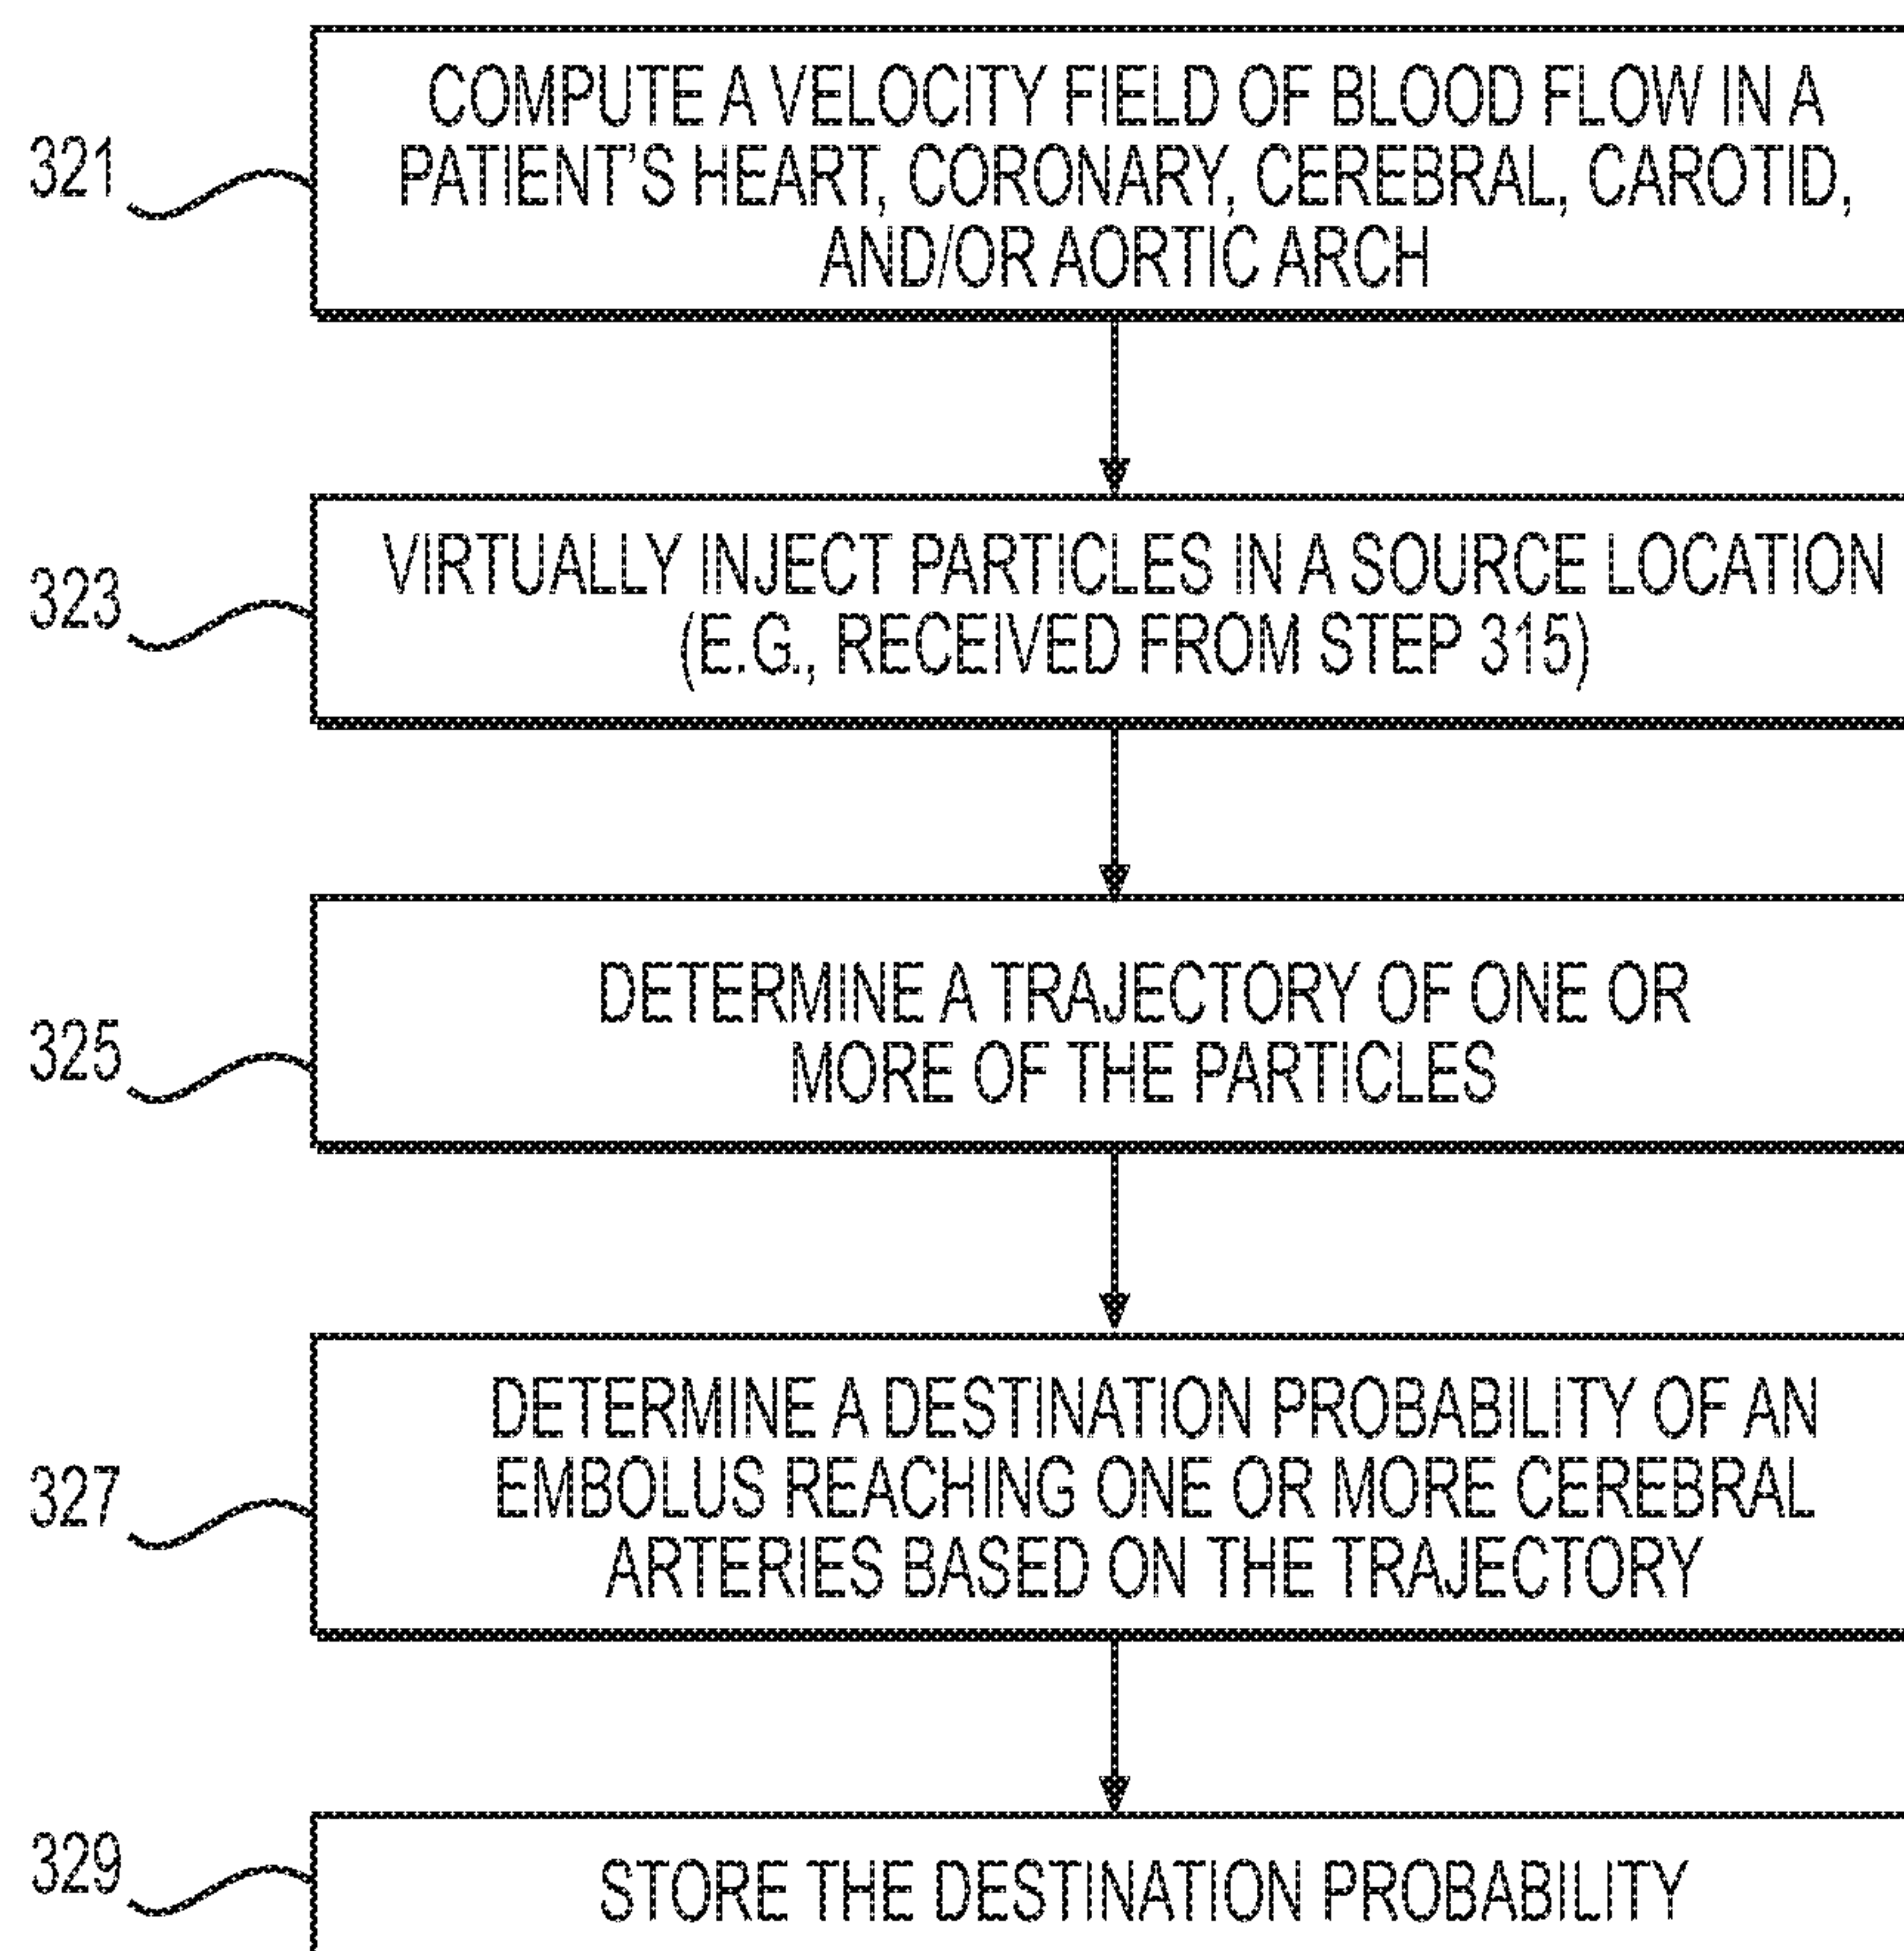 321
COMPUTE A VELOCITY FIELD OF BLOOD FLOW IN A
PATIENT'S HEART, CORONARY, CEREBRAL, CAROTID,
AND/OR AORTIC ARCH
323
VIRTUALLY INJECT PARTICLES IN A SOURCE LOCATION
(E.G., RECEIVED FROM STEP 315)
325
DETERMINE A TRAJECTORY OF ONE OR
MORE OF THE PARTICLES
327
DETERMINE A DESTINATION PROBABILITY OF AN
EMBOLUS REACHING ONE OR MORE CEREBRAL
ARTERIES BASED ON THE TRAJECTORY
329
STORE THE DESTINATION PROBABILITY